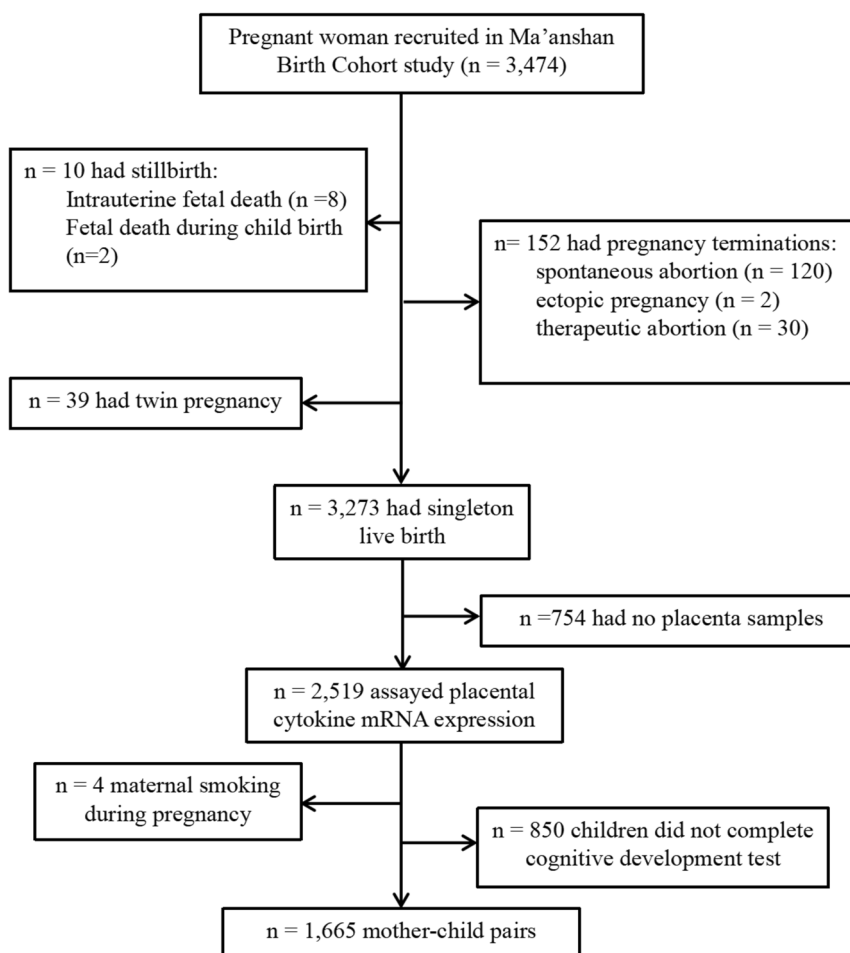 Pregnant woman recruited in Ma’anshan
Birth Cohort study (n = 3,474)
n = 10 had stillbirth:
Intrauterine fetal death (n =8)
Fetal death during child birth
(n=2)
n= 152 had pregnancy terminations:
spontaneous abortion (n = 120)
ectopic pregnancy (n = 2)
therapeutic abortion (n = 30)
n = 39 had twin pregnancy
n = 3,273 had singleton
live birth
n =754 had no placenta samples
n = 2,519 assayed placental
cytokine mRNA expression
n = 4 maternal smoking
during pregnancy
n = 850 children did not complete
cognitive development test
n = 1,665 mother-child pairs